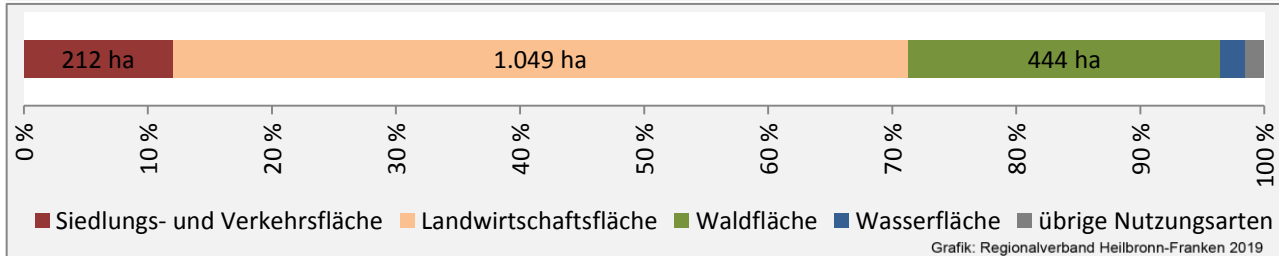 212 ha 1.049 ha 444 ha
0 % 10 % 20 % 30 % 40 % 50 % 60 % 70 % 80 % 90 % 100 %
Siedlungs- und Verkehrsfläche Landwirtschaftsfläche Waldfläche Wasserfläche übrige Nutzungsarten
Grafik: Regionalverband Heilbronn-Franken 2019